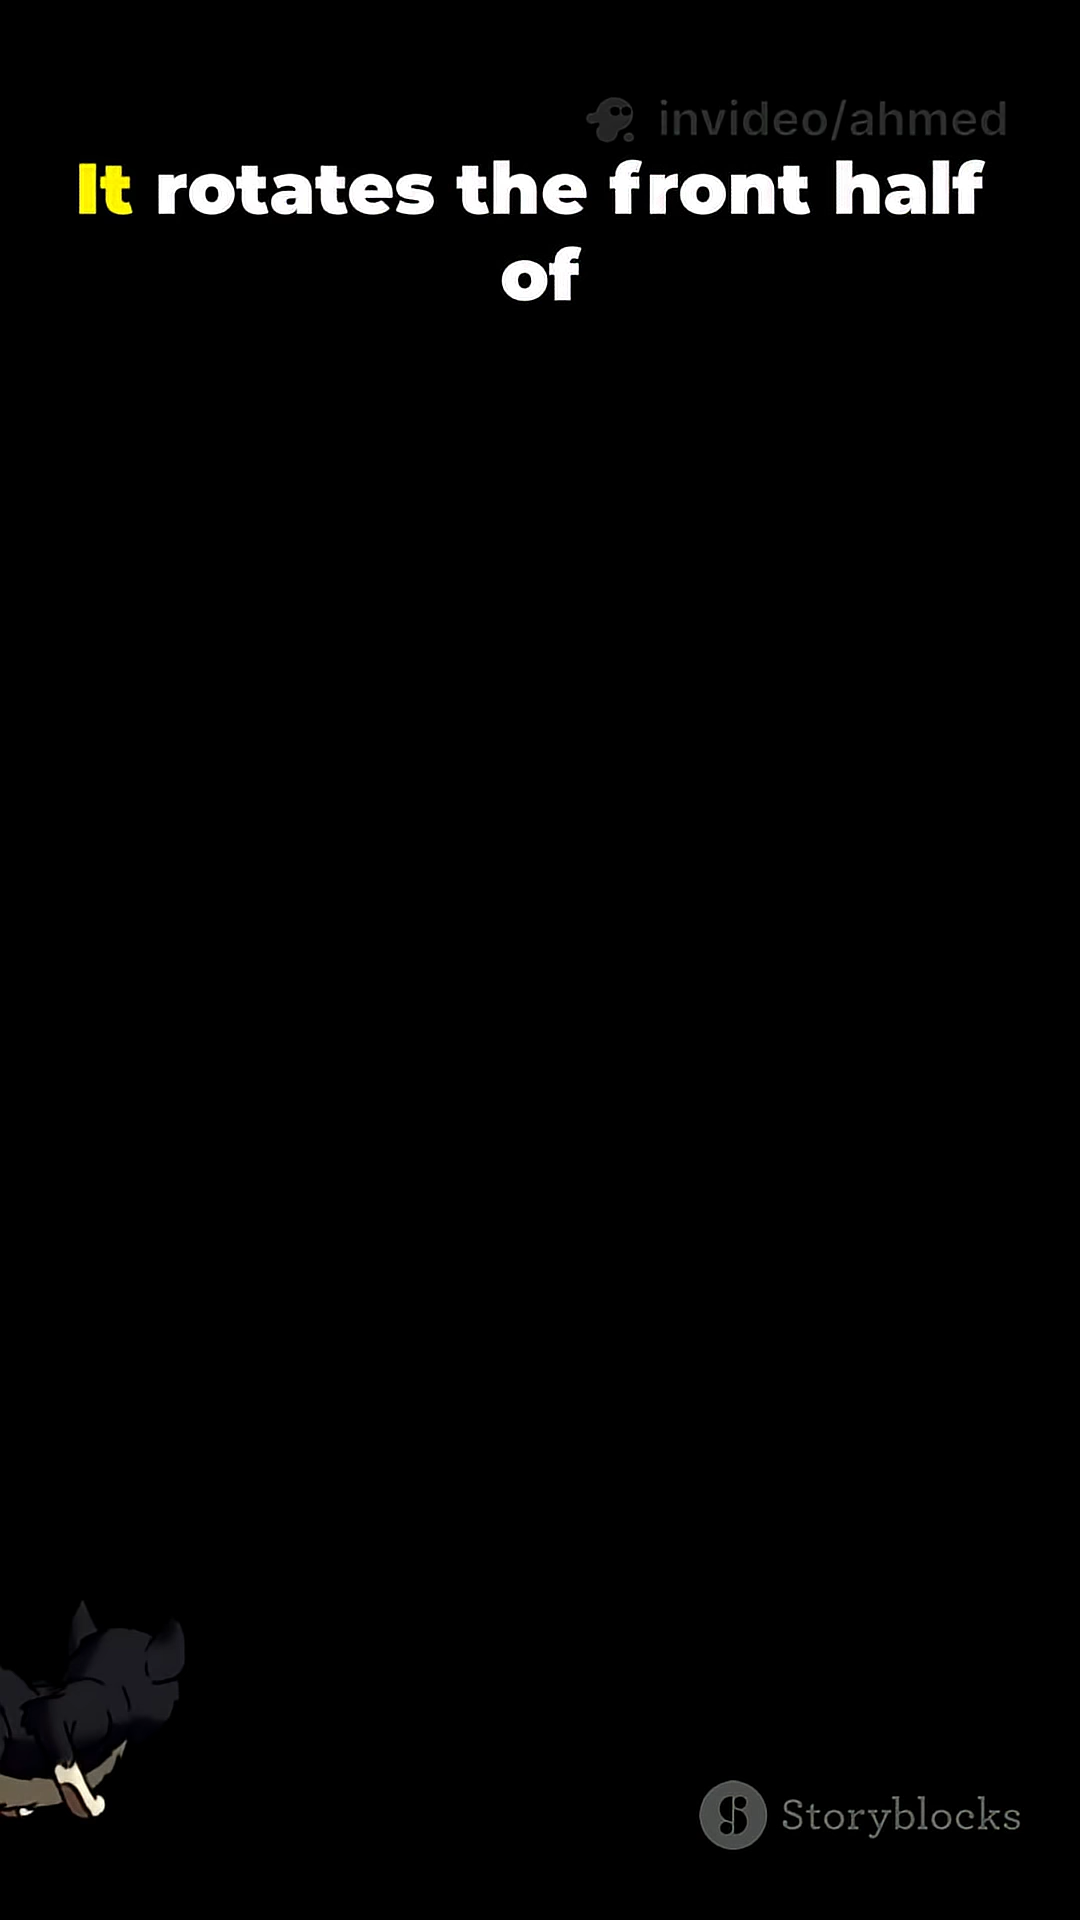 invideo/ahmed
It rotates the front half
of
Storyblocks